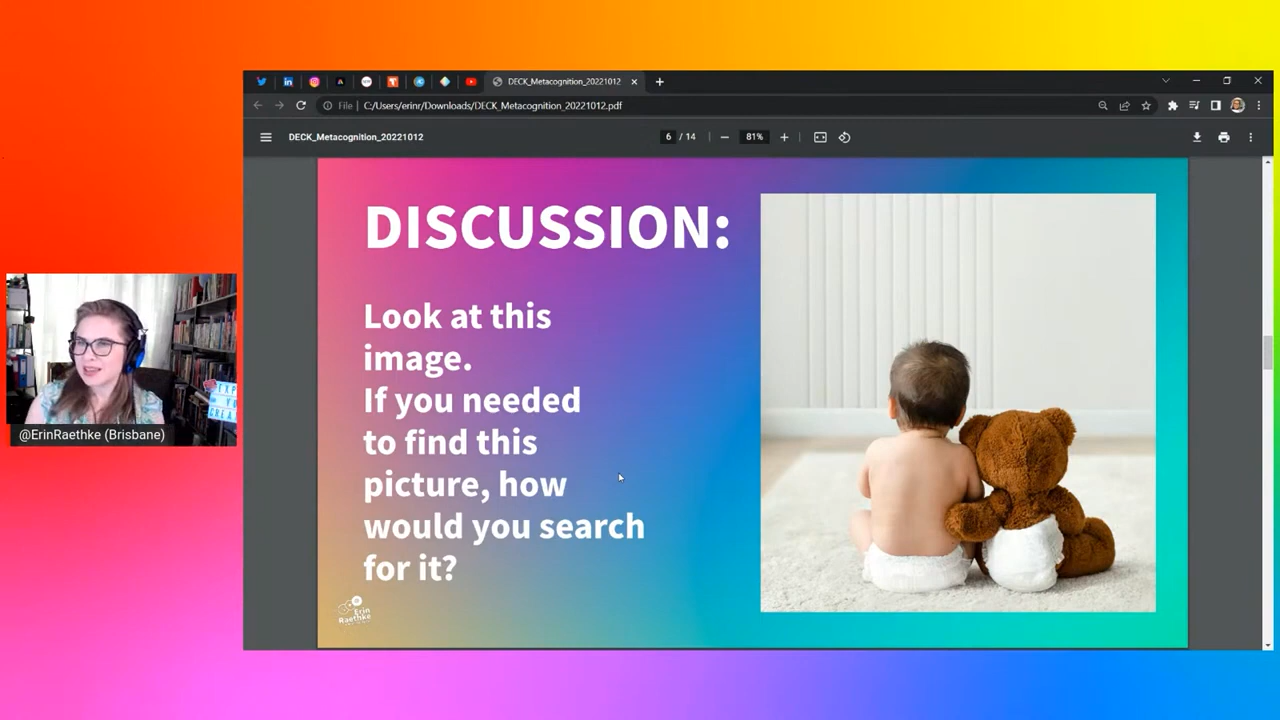 DECK_Metacognition_20221012
File
C:/Users/erinr/Downloads/DECK_Metacognition_20221012.pdf
DECK_Metacognition_20221012
6 / 14
81%
DISCUSSION:
Look at this
image.
If you needed
to find this
picture, how
would you search
for it?
Erin
Raethke
@ErinRaethke (Brisbane)